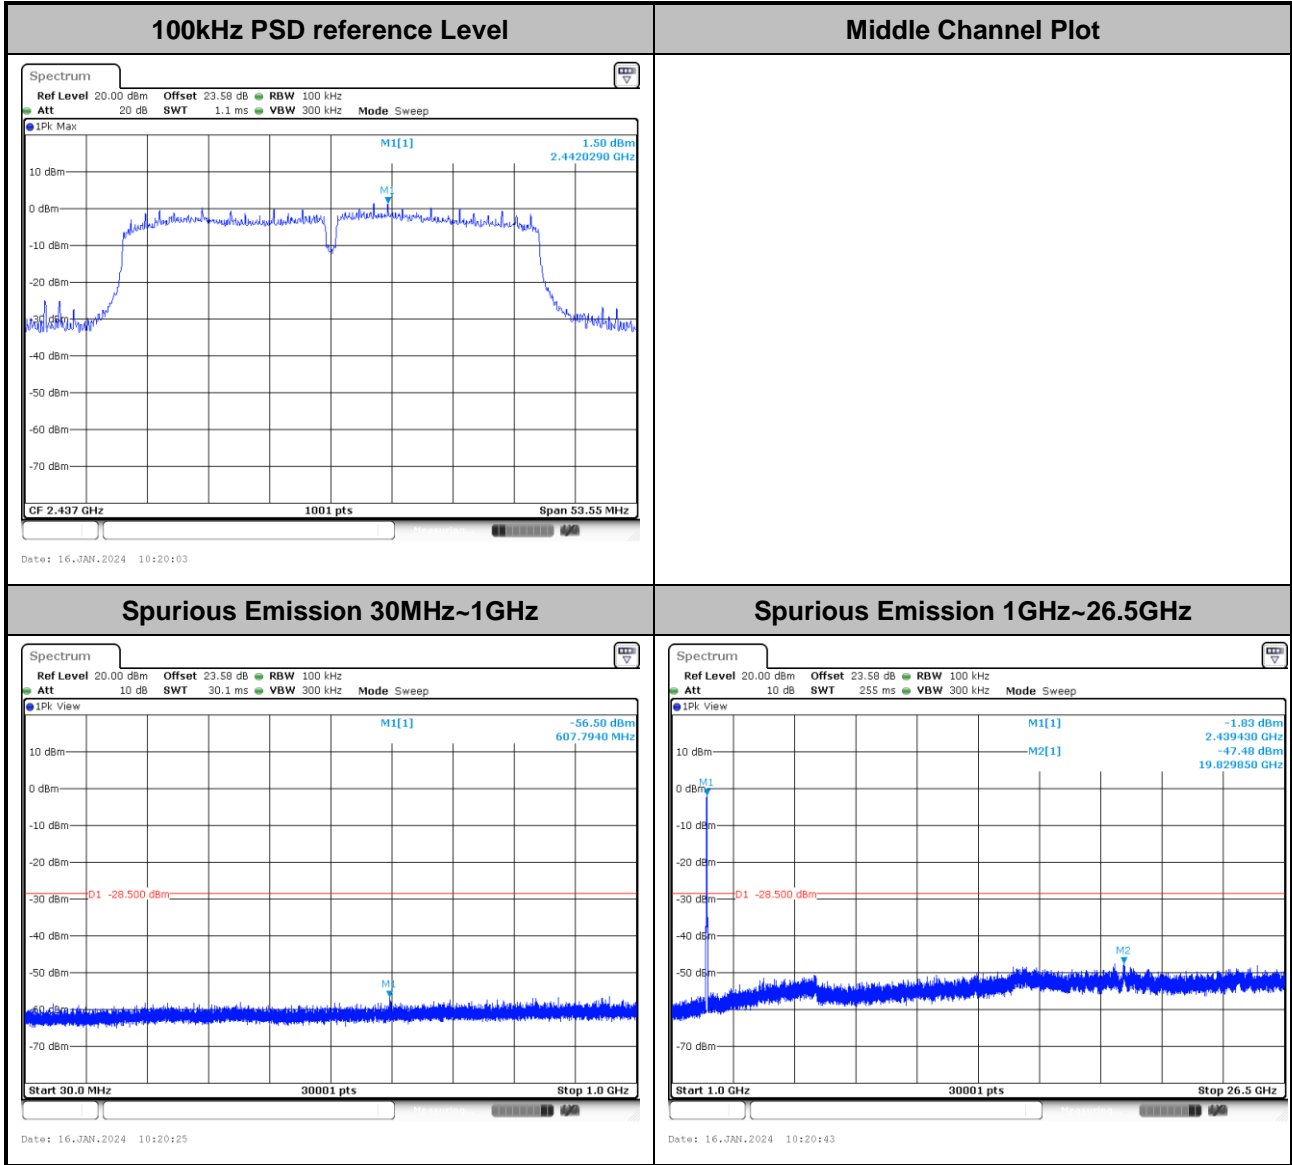 100kHz PSD reference Level
Middle Channel Plot
Spectrum
Ref Level 20.00 dBm Offset 23.58 dB RBW 100 kHz
Att 20 dB SWT 1.1 ms VBW 300 kHz Mode Sweep
1Pk Max
M1[1] 1.50 dBm
2.4420290 GHz
10 dBm
M1
0 dBm
-10 dBm
-20 dBm
-30 dBm
-40 dBm
-50 dBm
-60 dBm
-70 dBm
CF 2.437 GHz 1001 pts Span 53.55 MHz
Measuring
Date: 16.JAN.2024 10:20:03
Spurious Emission 30MHz~1GHz
Spurious Emission 1GHz~26.5GHz
Spectrum
Ref Level 20.00 dBm Offset 23.58 dB RBW 100 kHz
Att 10 dB SWT 30.1 ms VBW 300 kHz Mode Sweep
1Pk View
M1[1] -56.50 dBm
607.7940 MHz
10 dBm
0 dBm
-10 dBm
-20 dBm
D1 -28.500 dBm
-30 dBm
-40 dBm
-50 dBm
M1
-60 dBm
-70 dBm
Start 30.0 MHz 30001 pts Stop 1.0 GHz
Measuring
Date: 16.JAN.2024 10:20:25
Spectrum
Ref Level 20.00 dBm Offset 23.58 dB RBW 100 kHz
Att 10 dB SWT 255 ms VBW 300 kHz Mode Sweep
1Pk View
M1[1] -1.83 dBm
2.439430 GHz
M2[1] -47.48 dBm
19.829850 GHz
10 dBm
M1
0 dBm
-10 dBm
-20 dBm
D1 -28.500 dBm
-30 dBm
-40 dBm
M2
-50 dBm
-70 dBm
Start 1.0 GHz 30001 pts Stop 26.5 GHz
Measuring
Date: 16.JAN.2024 10:20:43